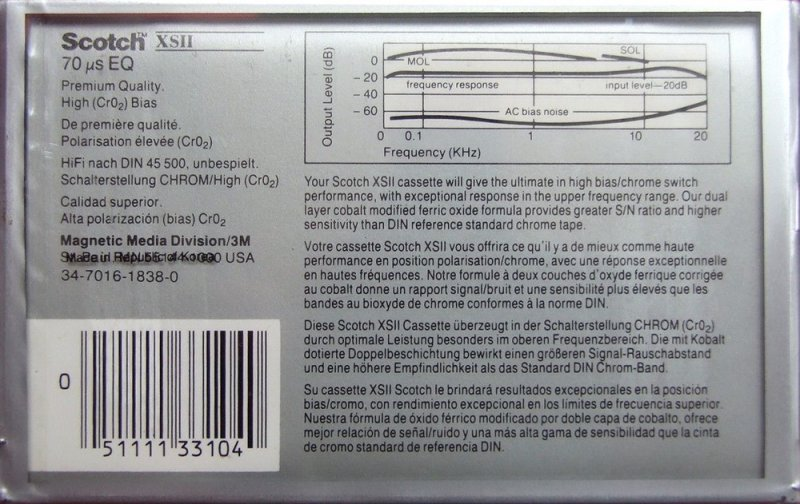 Scotch™ XSII
70 µs EQ
Premium Quality.
High (CrO₂) Bias
De première qualité.
Polarisation élevée (CrO₂)
HiFi nach DIN 45 500, unbespielt.
Schalterstellung CHROM/High (CrO₂)
Calidad superior.
Alta polarización (bias) CrO₂
Magnetic Media Division/3M
Made in Republic of Korea
USA
34-7016-1838-0
0
51111 33104
Output Level (dB)
0
–20
–40
–60
MOL
SOL
frequency response
input level—20dB
AC bias noise
0 0.1 1 10 20
Frequency (KHz)
Your Scotch XSII cassette will give the ultimate in high bias/chrome switch
performance, with exceptional response in the upper frequency range. Our dual
layer cobalt modified ferric oxide formula provides greater S/N ratio and higher
sensitivity than DIN reference standard chrome tape.
Votre cassette Scotch XSII vous offrira ce qu'il y a de mieux comme haute
performance en position polarisation/chrome, avec une réponse exceptionnelle
en hautes fréquences. Notre formule à deux couches d'oxyde ferrique corrigée
au cobalt donne un rapport signal/bruit et une sensibilité plus élevés que les
bandes au bioxyde de chrome conformes à la norme DIN.
Diese Scotch XSII Cassette überzeugt in der Schalterstellung CHROM (CrO₂)
durch optimale Leistung besonders im oberen Frequenzbereich. Die mit Kobalt
dotierte Doppelbeschichtung bewirkt einen größeren Signal-Rauschabstand
und eine höhere Empfindlichkeit als das Standard DIN Chrom-Band.
Su cassette XSII Scotch le brindará resultados excepcionales en la posición
bias/cromo, con rendimiento excepcional en los límites de frecuencia superior.
Nuestra fórmula de óxido férrico modificado por doble capa de cobalto, ofrece
mejor relación de señal/ruido y una más alta gama de sensibilidad que la cinta
de cromo standard de referencia DIN.